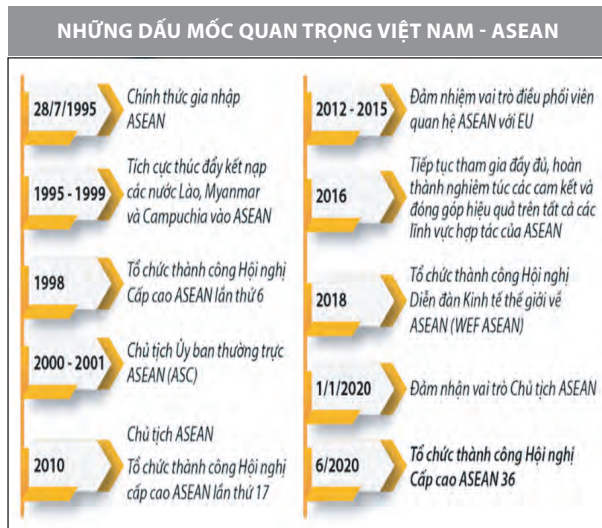 NHỮNG DẤU MỐC QUAN TRỌNG VIỆT NAM - ASEAN
28/7/1995
Chính thức gia nhập
ASEAN
1995 - 1999
Tích cực thúc đẩy kết nạp
các nước Lào, Myanmar
và Campuchia vào ASEAN
1998
Tổ chức thành công Hội nghị
Cấp cao ASEAN lần thứ 6
2000 - 2001
Chủ tịch Ủy ban thường trực
ASEAN (ASC)
2010
Chủ tịch ASEAN
Tổ chức thành công Hội nghị
cấp cao ASEAN lần thứ 17
2012 - 2015
Đảm nhiệm vai trò điều phối viên
quan hệ ASEAN với EU
2016
Tiếp tục tham gia đầy đủ, hoàn
thành nghiêm túc các cam kết và
đóng góp hiệu quả trên tất cả các
lĩnh vực hợp tác của ASEAN
2018
Tổ chức thành công Hội nghị
Diễn đàn Kinh tế thế giới về
ASEAN (WEF ASEAN)
1/1/2020
Đảm nhận vai trò Chủ tịch ASEAN
6/2020
Tổ chức thành công Hội nghị
Cấp cao ASEAN 36